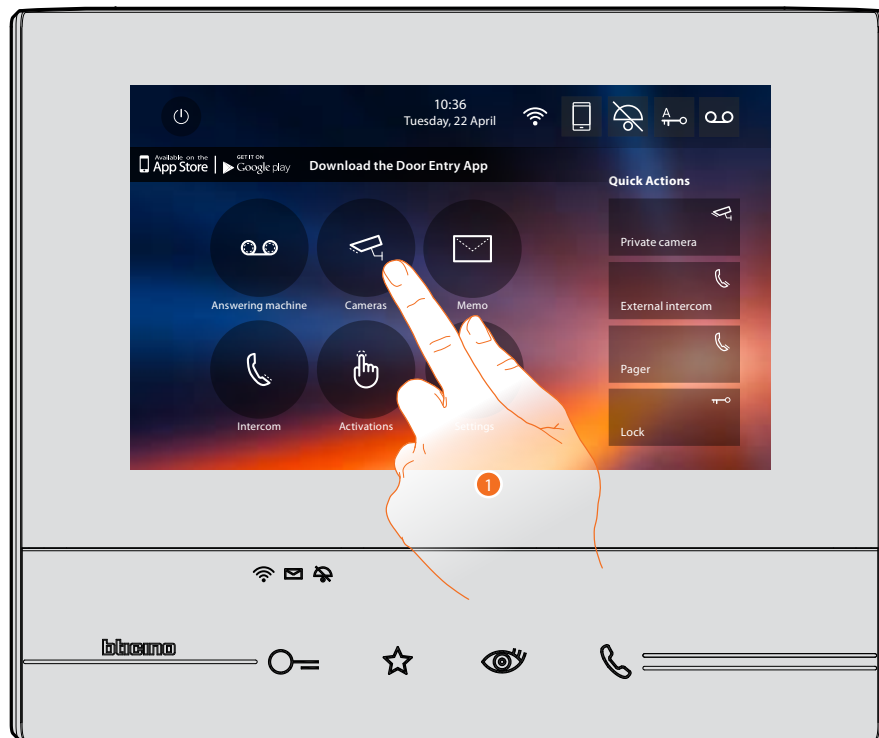 10:36
Tuesday, 22 April
A
Available on the
App Store
GET IT ON
Google play
Download the Door Entry App
Quick Actions
Private camera
Answering machine
Cameras
Memo
External intercom
Pager
Intercom
Activations
Settings
Lock
1
bticino